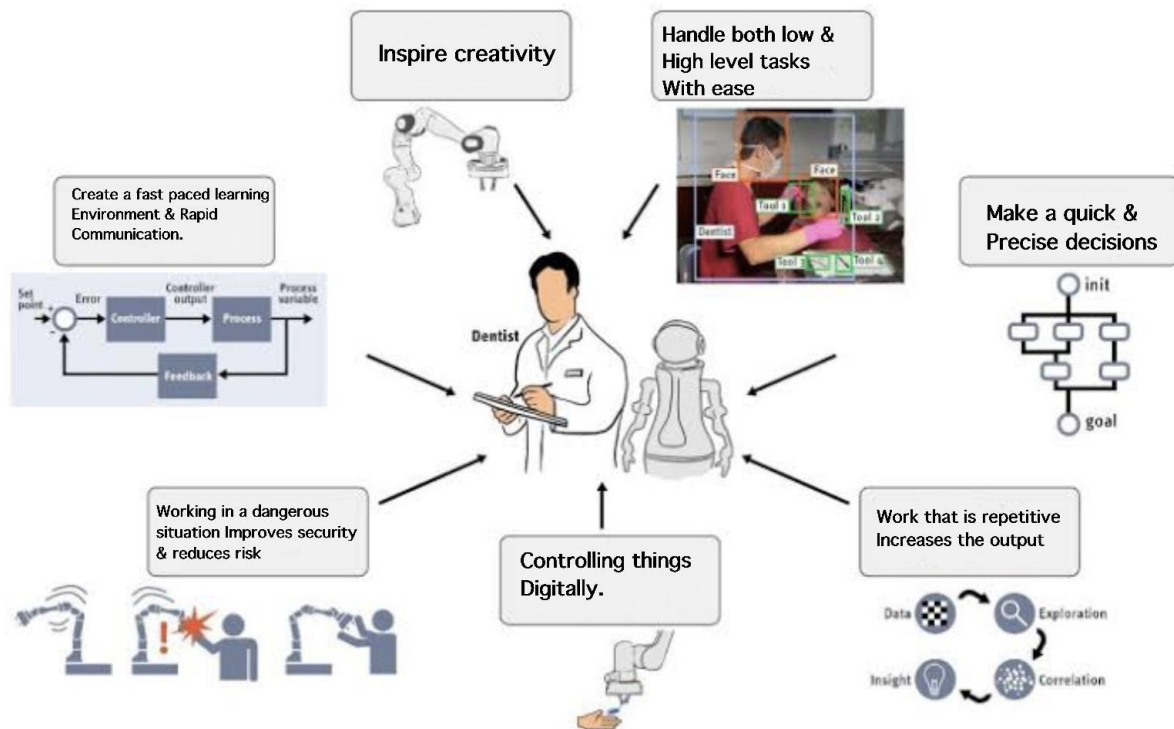 Inspire creativity
Handle both low &
High level tasks
With ease
Face
Face
Tool 1
Tool 2
Dentist
Tool 3
Tool 4
Create a fast paced learning
Environment & Rapid
Communication.
Set
point
+
-
Error
Controller
Controller
output
Process
Process
variable
Feedback
Make a quick &
Precise decisions
init
goal
Dentist
Working in a dangerous
situation Improves security
& reduces risk
!
Controlling things
Digitally.
Work that is repetitive
Increases the output
Data
Exploration
Insight
Correlation